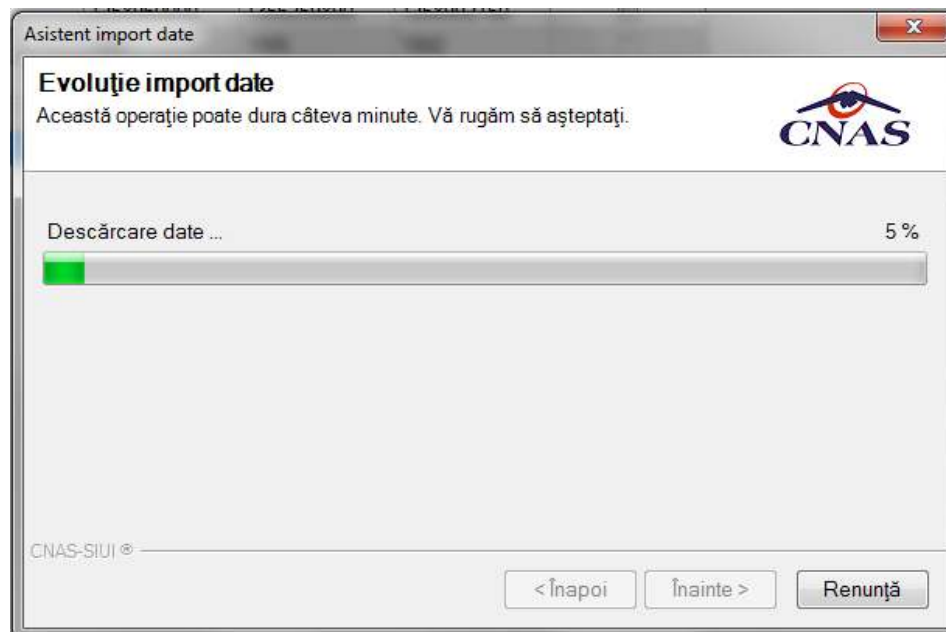 Asistent import date
Evoluţie import date
Această operaţie poate dura câteva minute. Vă rugăm să aşteptaţi.
CNAS
Descărcare date ...
5 %
CNAS-SIUI ®
< Înapoi
Înainte >
Renunţă